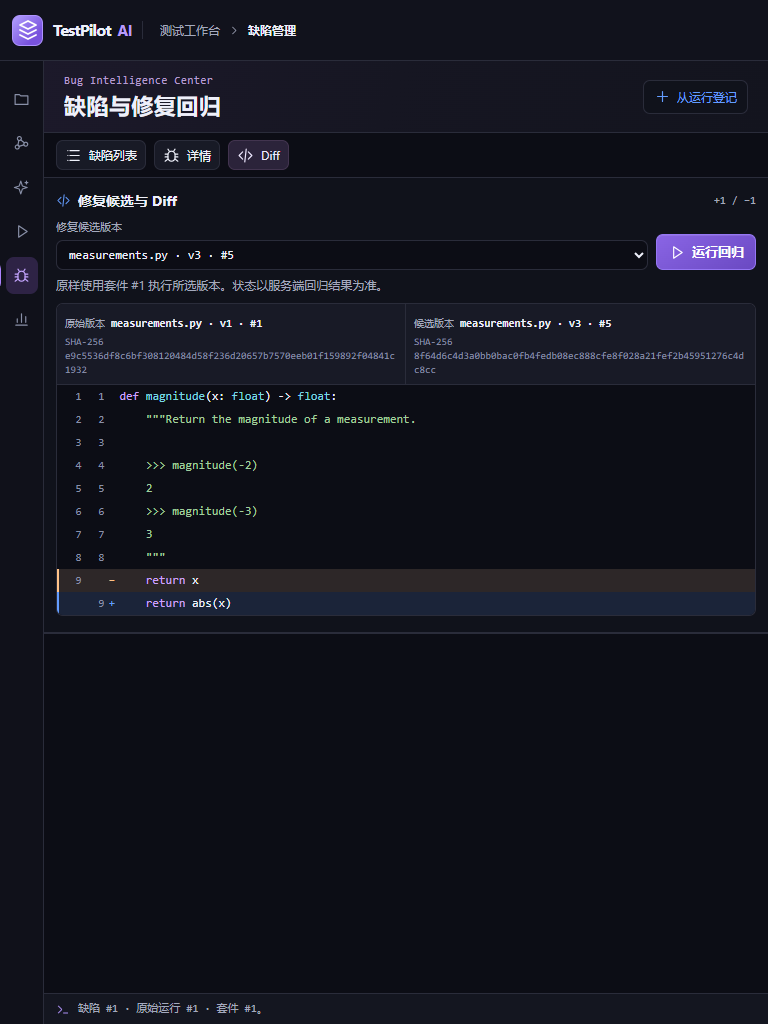 TestPilot AI 测试工作台 > 缺陷管理
Bug Intelligence Center
缺陷与修复回归
+ 从运行登记
缺陷列表 详情 </> Diff
</> 修复候选与 Diff +1 / −1
修复候选版本
measurements.py · v3 · #5
运行回归
原样使用套件 #1 执行所选版本。状态以服务端回归结果为准。
原始版本 measurements.py · v1 · #1
SHA-256
e9c5536df8c6bf308120484d58f236d20657b7570eeb01f159892f04841c
1932
候选版本 measurements.py · v3 · #5
SHA-256
8f64d6c4d3a0bb0bac0fb4fedb08ec888cfe8f028a21fef2b45951276c4d
c8cc
1 1 def magnitude(x: float) -> float:
2 2 """Return the magnitude of a measurement.
3 3
4 4 >>> magnitude(-2)
5 5 2
6 6 >>> magnitude(-3)
7 7 3
8 8 """
9 − return x
9 + return abs(x)
>_ 缺陷 #1 · 原始运行 #1 · 套件 #1。